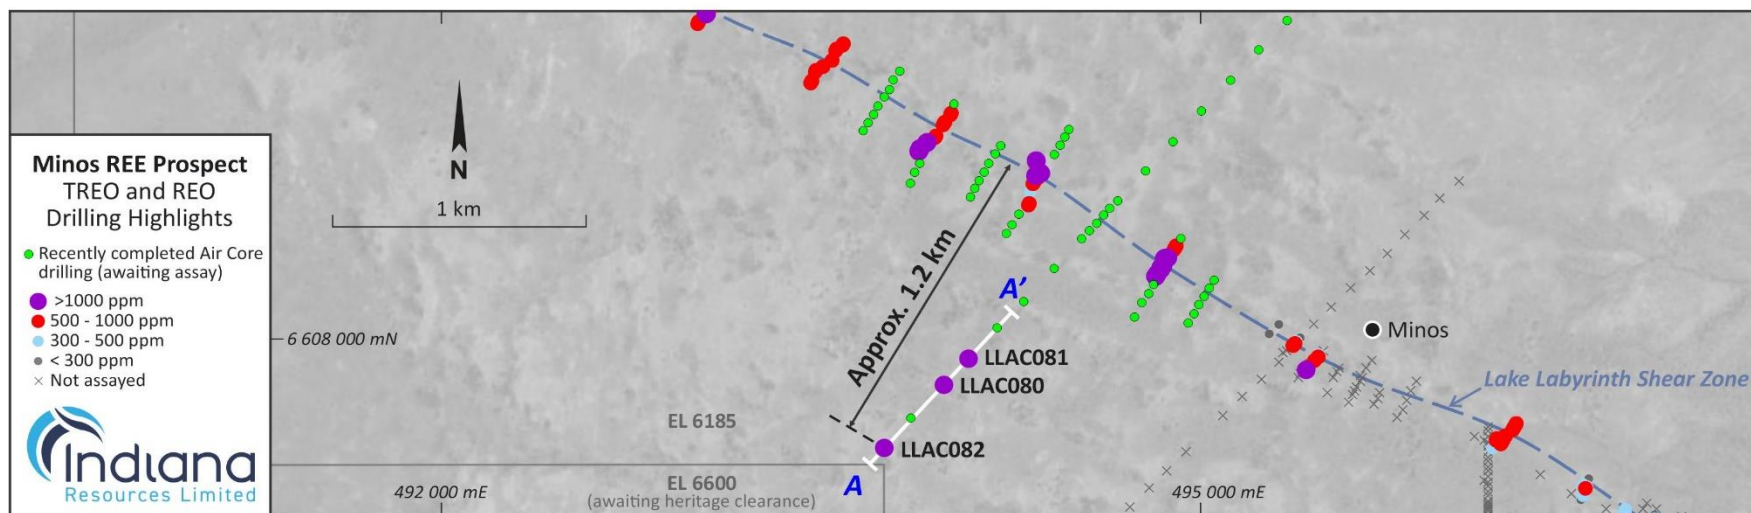 Minos REE Prospect
TREO and REO
Drilling Highlights
Recently completed Air Core
drilling (awaiting assay)
>1000 ppm
500 - 1000 ppm
300 - 500 ppm
< 300 ppm
Not assayed
Indiana
Resources Limited
N
1 km
6 608 000 mN
Approx. 1.2 km
A'
LLAC081
LLAC080
LLAC082
A
EL 6185
EL 6600
(awaiting heritage clearance)
492 000 mE
495 000 mE
Minos
Lake Labyrinth Shear Zone